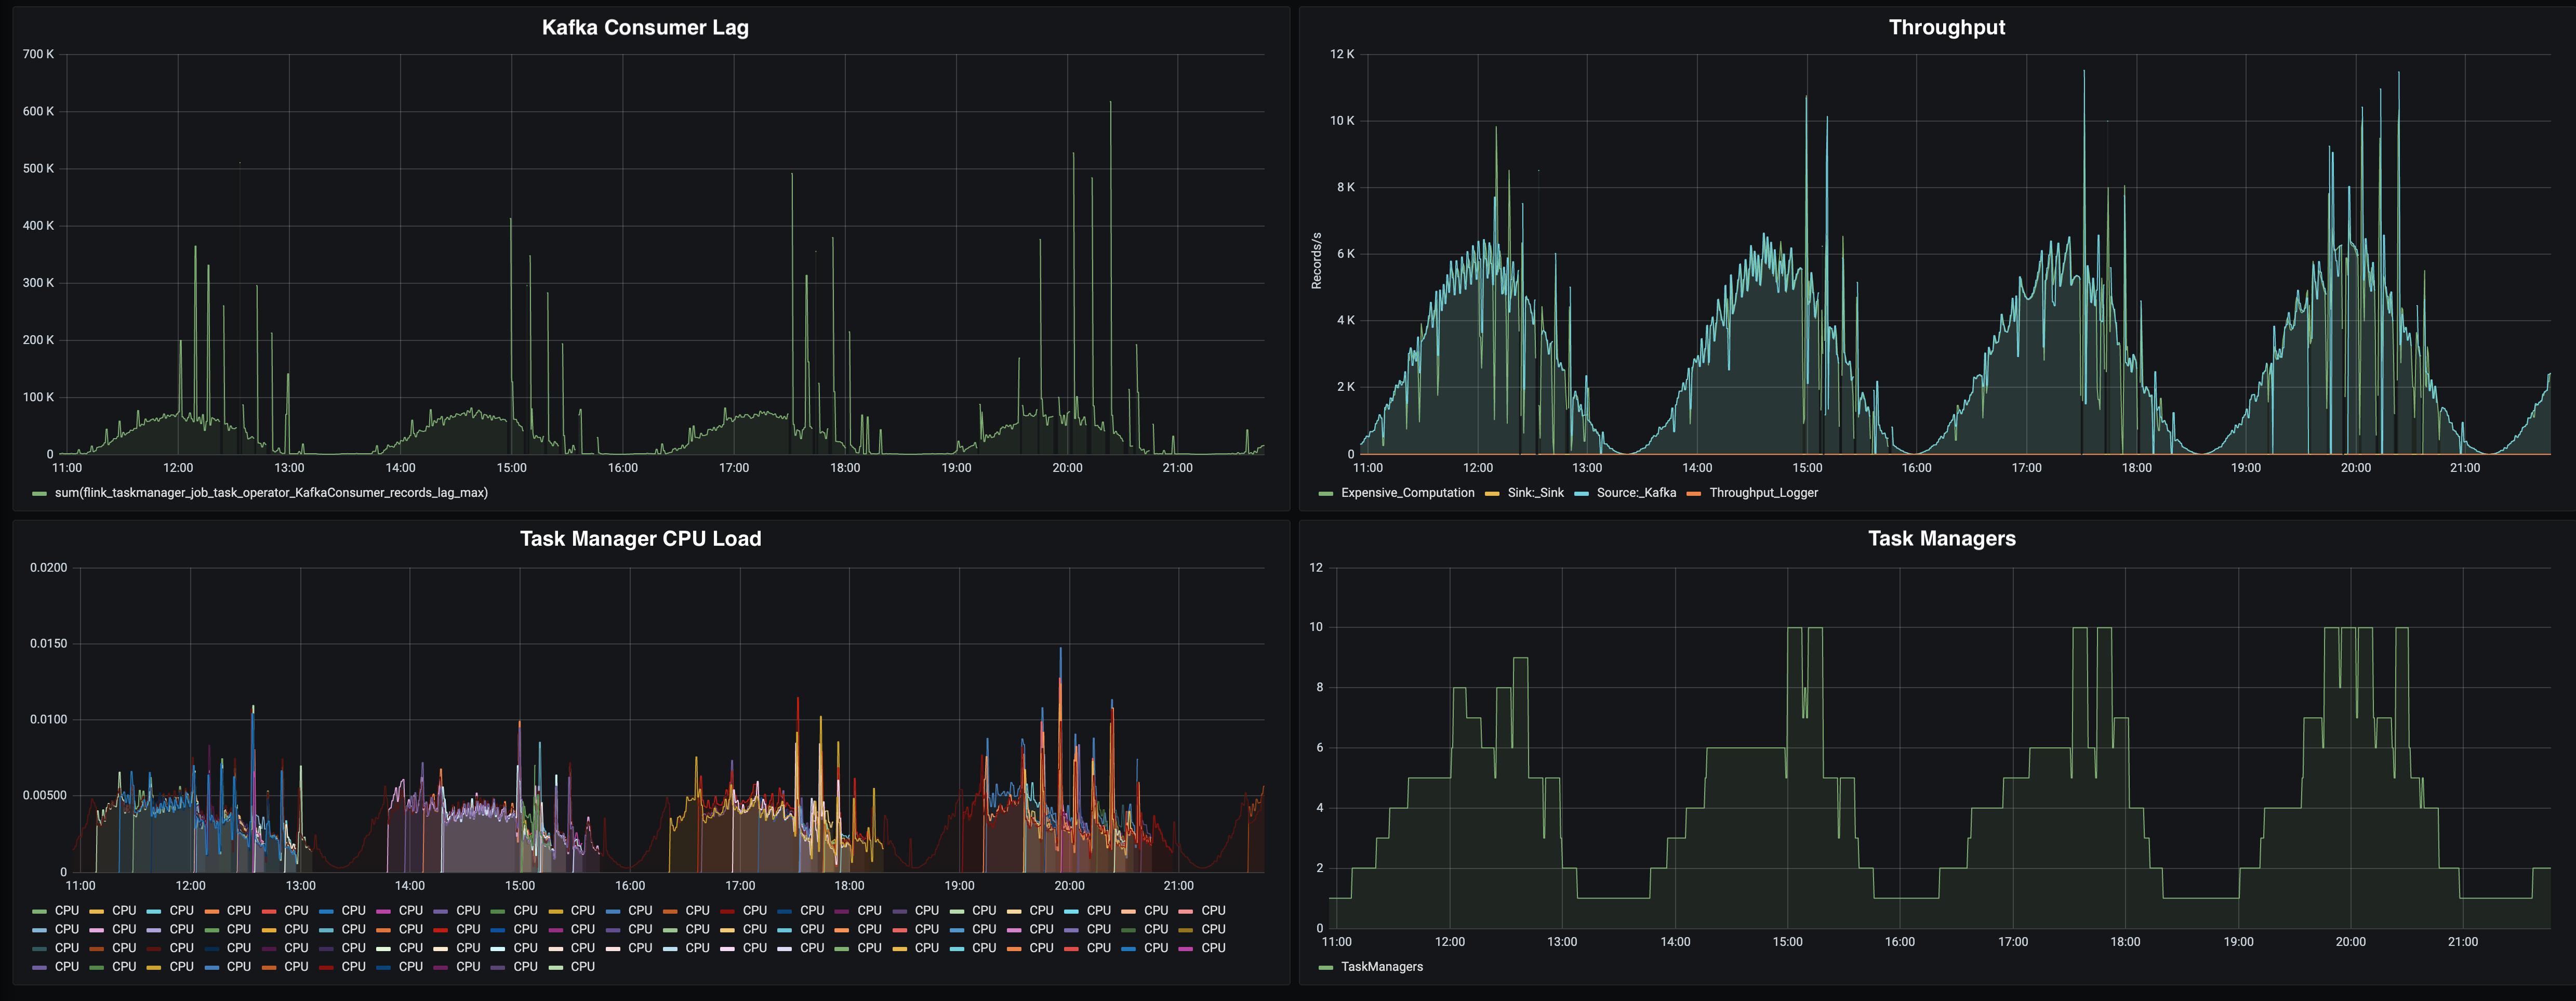 Kafka Consumer Lag
700 K
600 K
500 K
400 K
300 K
200 K
100 K
0
11:00 12:00 13:00 14:00 15:00 16:00 17:00 18:00 19:00 20:00 21:00
sum(flink_taskmanager_job_task_operator_KafkaConsumer_records_lag_max)
Throughput
Records/s
12 K
10 K
8 K
6 K
4 K
2 K
0
11:00 12:00 13:00 14:00 15:00 16:00 17:00 18:00 19:00 20:00 21:00
Expensive_Computation Sink:_Sink Source:_Kafka Throughput_Logger
Task Manager CPU Load
0.0200
0.0150
0.0100
0.00500
0
11:00 12:00 13:00 14:00 15:00 16:00 17:00 18:00 19:00 20:00 21:00
CPU CPU CPU CPU CPU CPU CPU CPU CPU CPU CPU CPU CPU CPU CPU CPU CPU CPU CPU CPU CPU
CPU CPU CPU CPU CPU CPU CPU CPU CPU CPU CPU CPU CPU CPU CPU CPU CPU CPU CPU CPU CPU
CPU CPU CPU CPU CPU CPU CPU CPU CPU CPU CPU CPU CPU CPU CPU CPU CPU CPU CPU CPU CPU
CPU CPU CPU CPU CPU CPU CPU CPU CPU CPU
Task Managers
12
10
8
6
4
2
0
11:00 12:00 13:00 14:00 15:00 16:00 17:00 18:00 19:00 20:00 21:00
TaskManagers